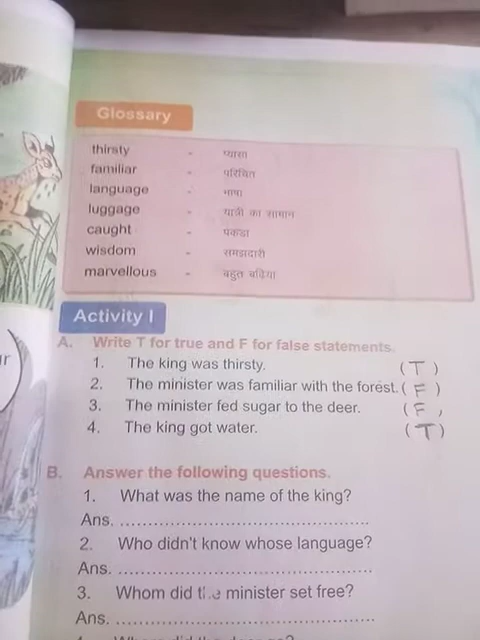 Glossary
thirsty - प्यासा
familiar - परिचित
language - भाषा
luggage - यात्री का सामान
caught - पकडा
wisdom - समझदारी
marvellous - बहुत बढ़िया
Activity I
A. Write T for true and F for false statements.
1. The king was thirsty. (T)
2. The minister was familiar with the forest. (F)
3. The minister fed sugar to the deer. (F)
4. The king got water. (T)
B. Answer the following questions.
1. What was the name of the king?
Ans. ..................................................
2. Who didn't know whose language?
Ans. ..................................................
3. Whom did the minister set free?
Ans. ..................................................